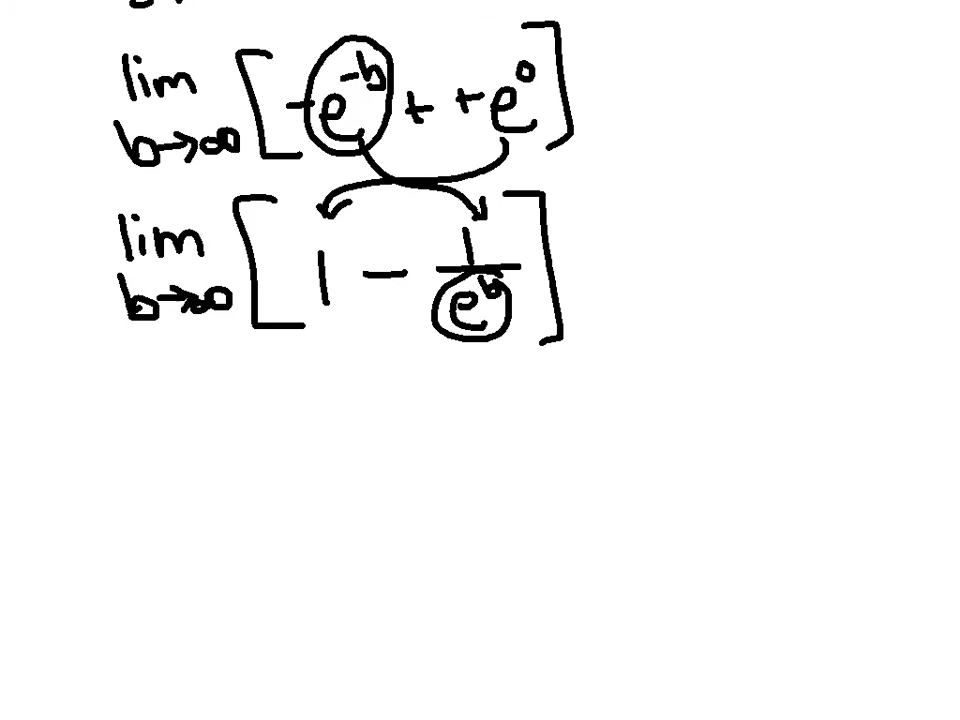 lim b→∞ [ -e^-b + +e^0 ]
lim b→∞ [ 1 - 1/e^b ]